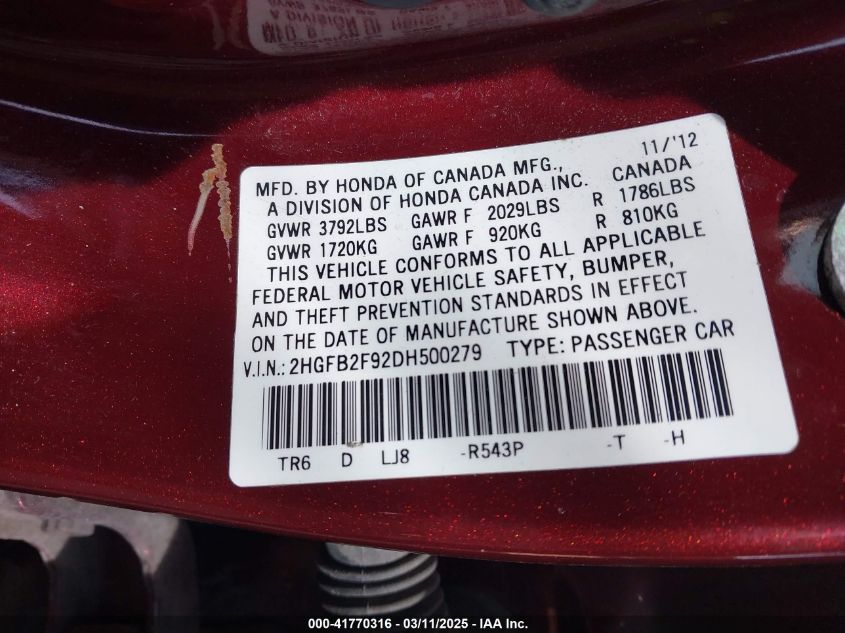 11/'12
MFD. BY HONDA OF CANADA MFG., CANADA
A DIVISION OF HONDA CANADA INC.
GVWR 3792LBS GAWR F 2029LBS R 1786LBS
GVWR 1720KG GAWR F 920KG R 810KG
THIS VEHICLE CONFORMS TO ALL APPLICABLE
FEDERAL MOTOR VEHICLE SAFETY, BUMPER,
AND THEFT PREVENTION STANDARDS IN EFFECT
ON THE DATE OF MANUFACTURE SHOWN ABOVE.
V.I.N.: 2HGFB2F92DH500279 TYPE: PASSENGER CAR
TR6 D LJ8 -R543P -T -H
000-41770316 - 03/11/2025 - IAA Inc.